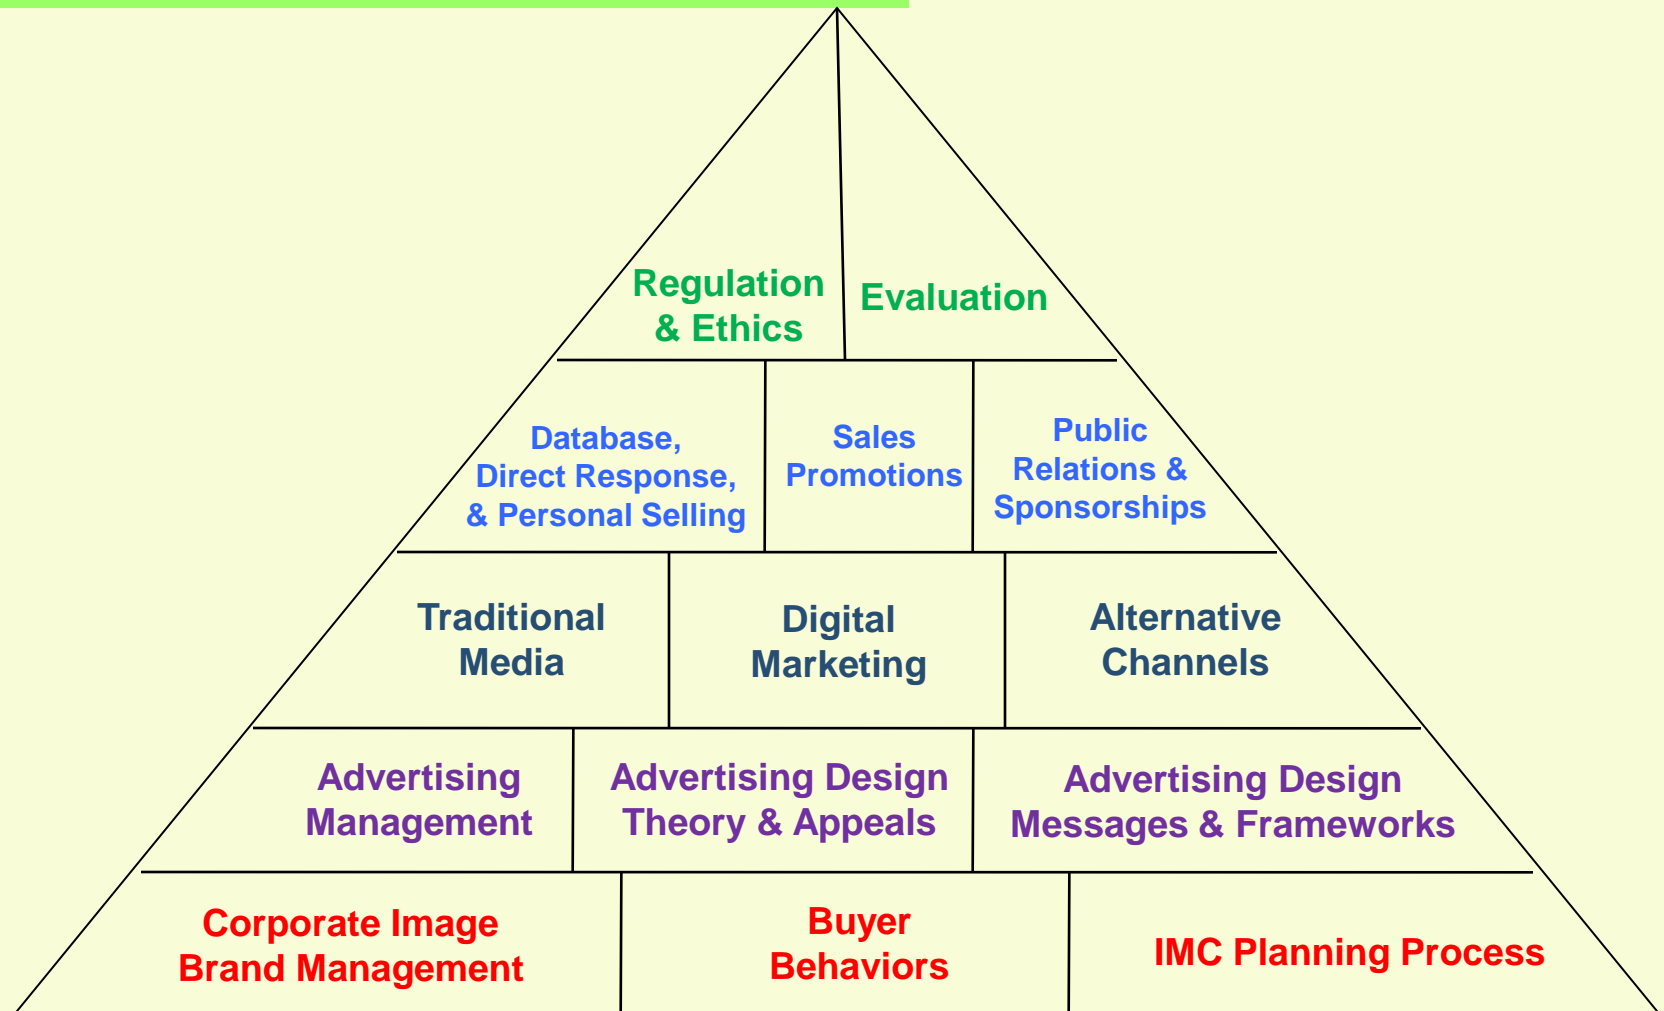 Regulation
& Ethics
Evaluation
Database,
Direct Response,
& Personal Selling
Sales
Promotions
Public
Relations &
Sponsorships
Traditional
Media
Digital
Marketing
Alternative
Channels
Advertising
Management
Advertising Design
Theory & Appeals
Advertising Design
Messages & Frameworks
Corporate Image
Brand Management
Buyer
Behaviors
IMC Planning Process